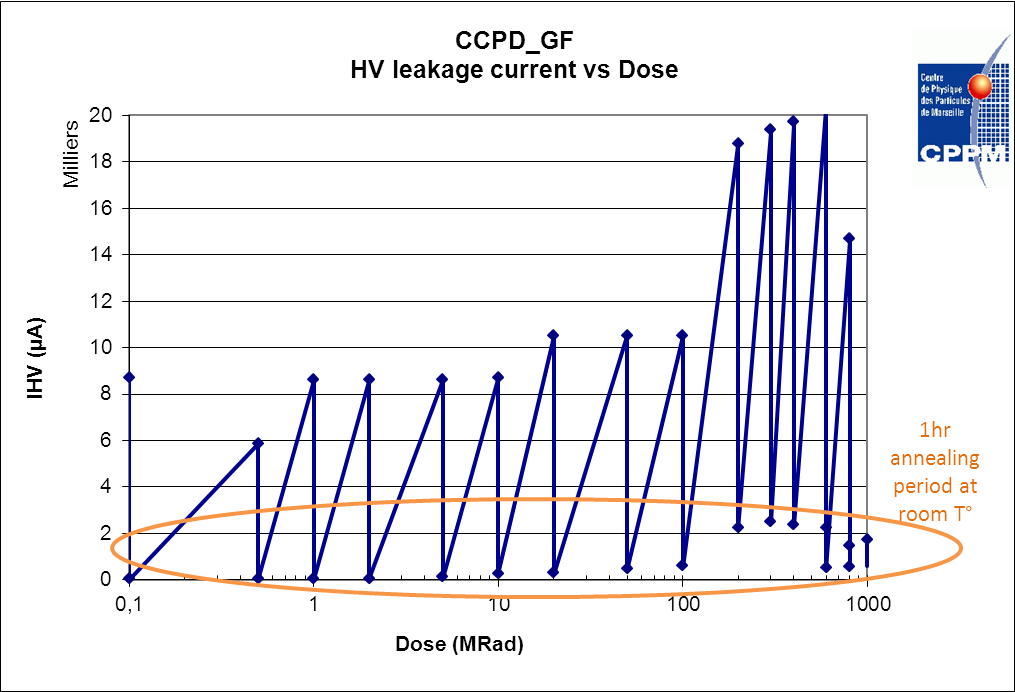 CCPD_GF
HV leakage current vs Dose
Centre
de Physique
des Particules
de Marseille
CPPM
Milliers
IHV (µA)
20
18
16
14
12
10
8
6
4
2
0
0,1
1
10
100
1000
Dose (MRad)
1hr
annealing
period at
room T°